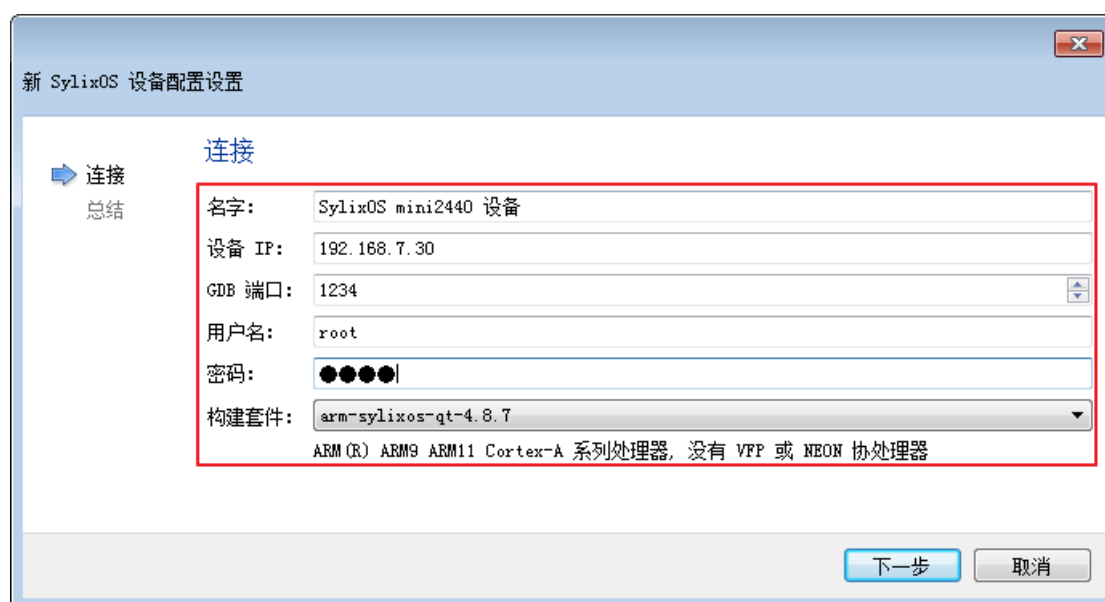 新 SylixOS 设备配置设置
连接
总结
连接
名字: SylixOS mini2440 设备
设备 IP: 192.168.7.30
GDB 端口: 1234
用户名: root
密码: ●●●●
构建套件: arm-sylixos-qt-4.8.7
ARM(R) ARM9 ARM11 Cortex-A 系列处理器, 没有 VFP 或 NEON 协处理器
下一步 取消